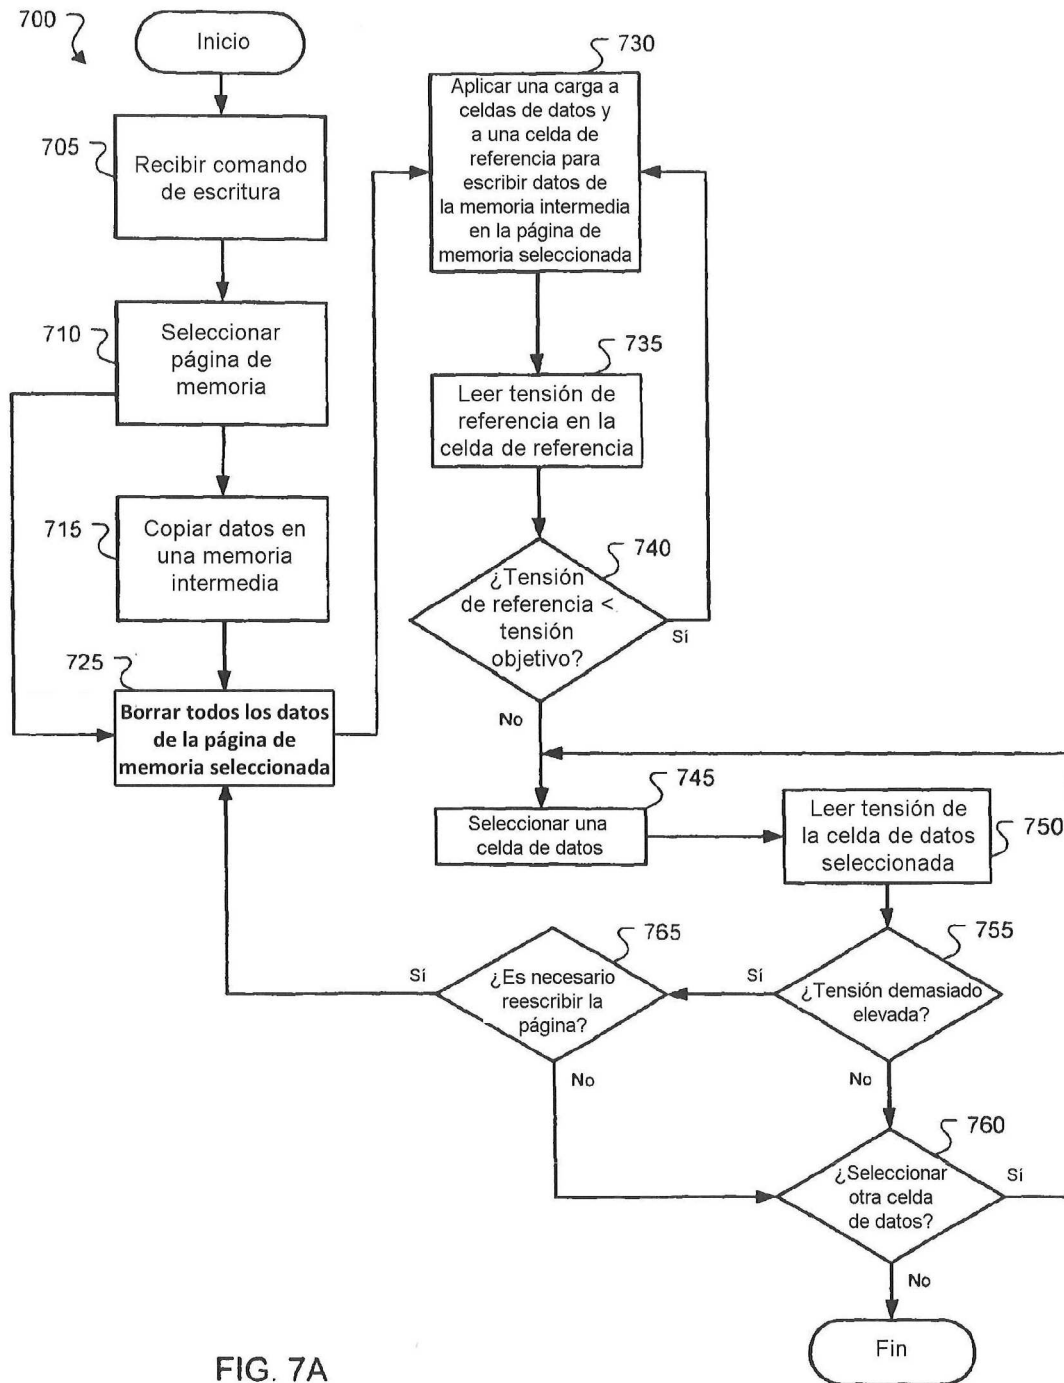 700
Inicio
705
Recibir comando
de escritura
710
Seleccionar
página de
memoria
715
Copiar datos en
una memoria
intermedia
725
Borrar todos los datos
de la página de
memoria seleccionada
730
Aplicar una carga a
celdas de datos y
a una celda de
referencia para
escribir datos de
la memoria intermedia
en la página de
memoria seleccionada
735
Leer tensión de
referencia en la
celda de referencia
740
¿Tensión
de referencia <
tensión
objetivo?
Sí
No
745
Seleccionar una
celda de datos
Leer tensión de
la celda de datos
seleccionada
750
755
¿Tensión demasiado
elevada?
Sí
No
765
¿Es necesario
reescribir la
página?
Sí
No
760
¿Seleccionar
otra celda
de datos?
Sí
No
Fin
FIG. 7A